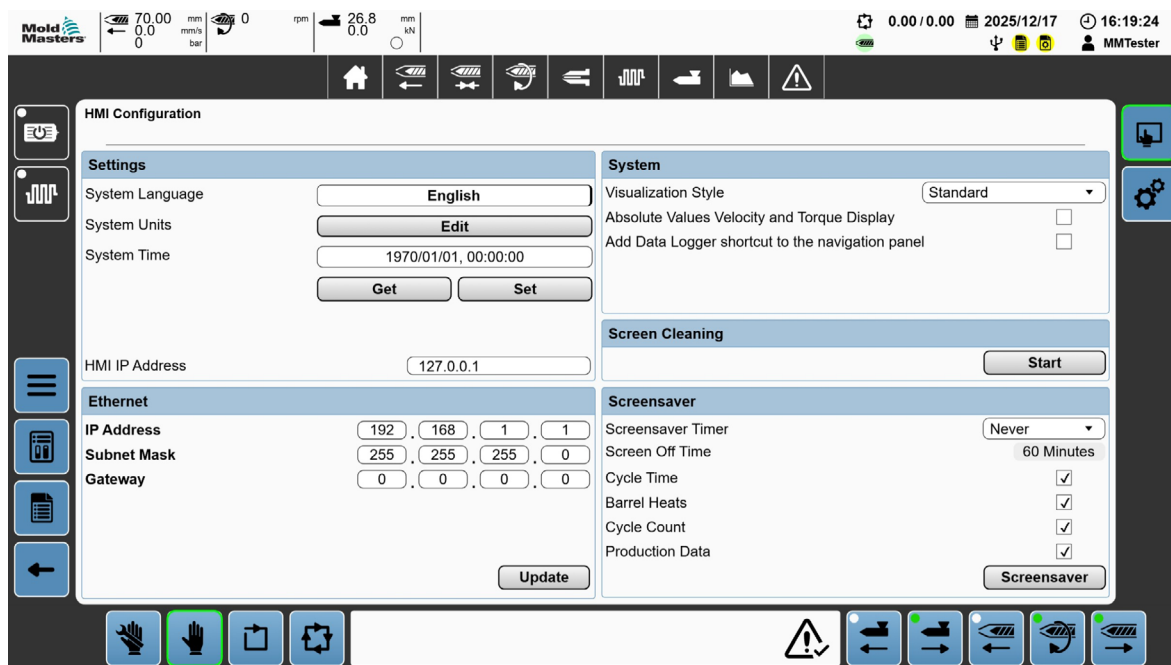 Mold Masters 70.00 mm 0 rpm 26.8 mm 0.00 / 0.00 2025/12/17 16:19:24
0.0 mm/s 0.0 kN
0 bar MMTester
HMI Configuration
Settings
System Language English
System Units Edit
System Time 1970/01/01, 00:00:00
Get Set
HMI IP Address 127.0.0.1
System
Visualization Style Standard
Absolute Values Velocity and Torque Display
Add Data Logger shortcut to the navigation panel
Screen Cleaning
Start
Ethernet
IP Address 192 . 168 . 1 . 1
Subnet Mask 255 . 255 . 255 . 0
Gateway 0 . 0 . 0 . 0
Update
Screensaver
Screensaver Timer Never
Screen Off Time 60 Minutes
Cycle Time
Barrel Heats
Cycle Count
Production Data
Screensaver